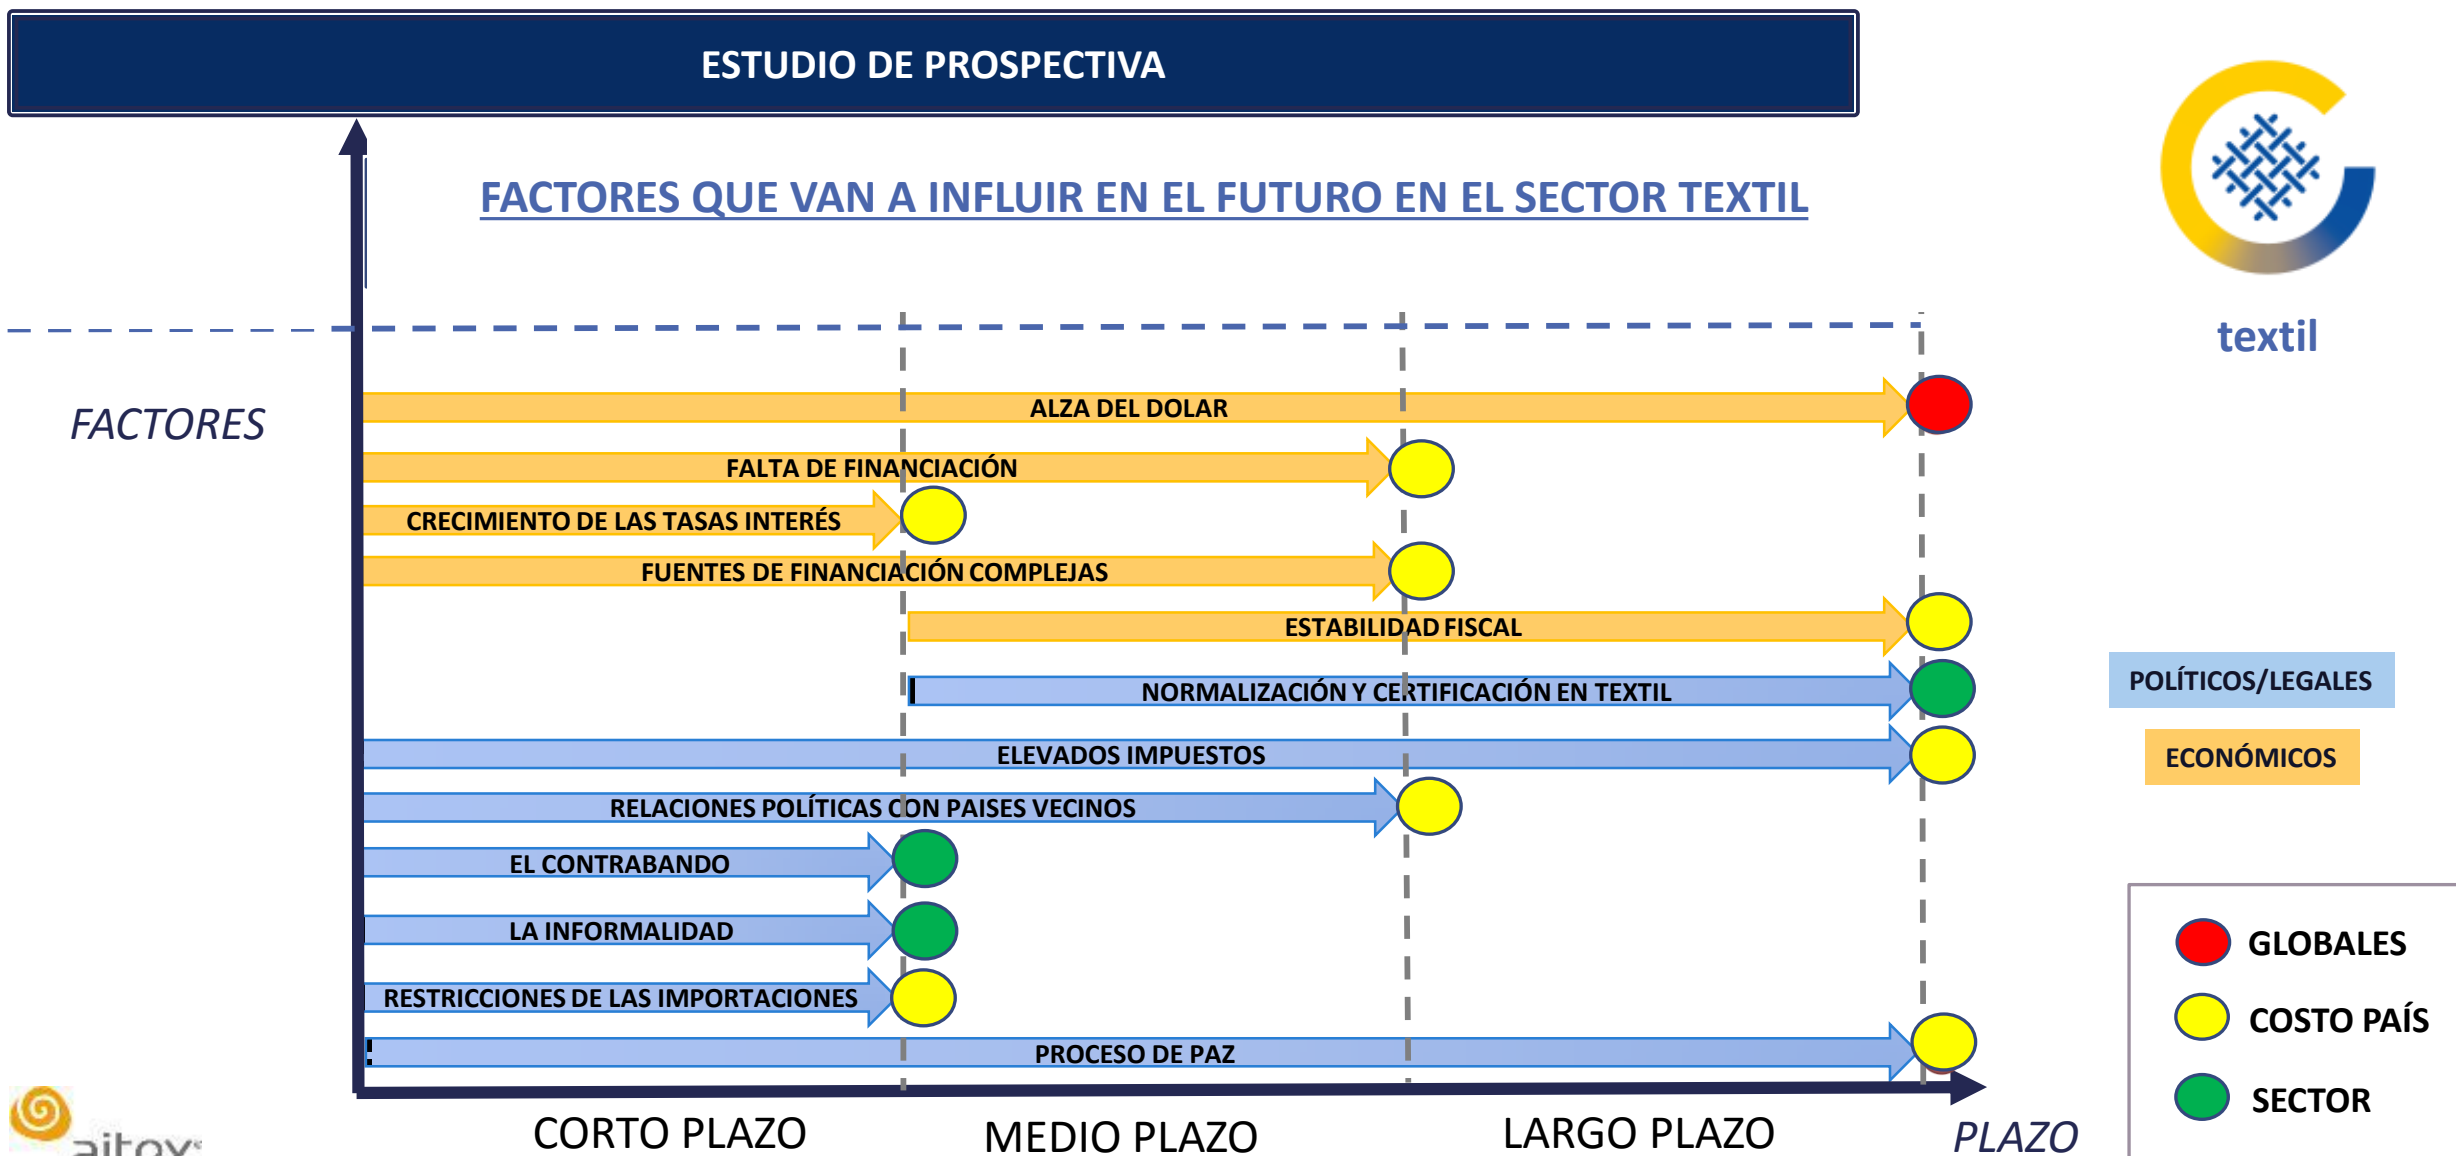 ESTUDIO DE PROSPECTIVA
FACTORES QUE VAN A INFLUIR EN EL FUTURO EN EL SECTOR TEXTIL
textil
FACTORES
ALZA DEL DOLAR
FALTA DE FINANCIACIÓN
CRECIMIENTO DE LAS TASAS INTERÉS
FUENTES DE FINANCIACIÓN COMPLEJAS
ESTABILIDAD FISCAL
NORMALIZACIÓN Y CERTIFICACIÓN EN TEXTIL
ELEVADOS IMPUESTOS
RELACIONES POLÍTICAS CON PAISES VECINOS
EL CONTRABANDO
LA INFORMALIDAD
RESTRICCIONES DE LAS IMPORTACIONES
PROCESO DE PAZ
POLÍTICOS/LEGALES
ECONÓMICOS
GLOBALES
COSTO PAÍS
SECTOR
CORTO PLAZO
MEDIO PLAZO
LARGO PLAZO
PLAZO
aitex